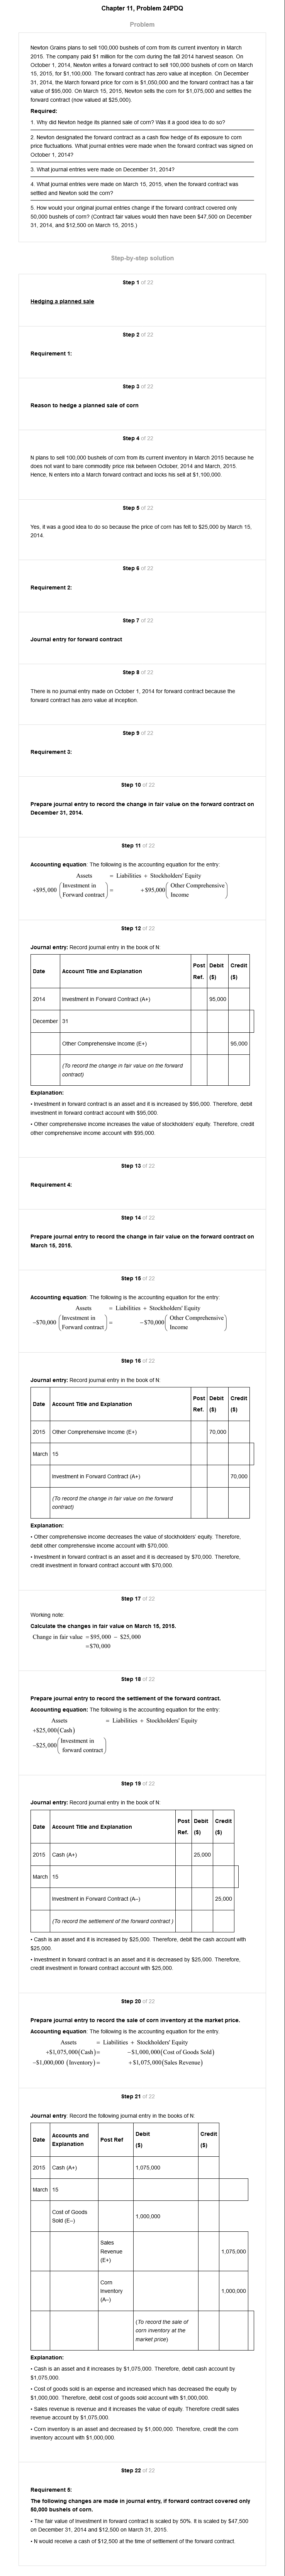 Chapter 11, Problem 24PDQ
Problem
Newton Grains plans to sell 100,000 bushels of corn from its current inventory in March
2015. The company paid $1 million for the corn during the fall 2014 harvest season. On
October 1, 2014, Newton writes a forward contract to sell 100,000 bushels of corn on March
15, 2015, for $1,100,000. The forward contract has zero value at inception. On December
31, 2014, the March forward price for corn is $1,050,000 and the forward contract has a fair
value of $95,000. On March 15, 2015, Newton sells the corn for $1,075,000 and settles the
forward contract (now valued at $25,000).
Required:
1. Why did Newton hedge its planned sale of corn? Was it a good idea to do so?
2. Newton designated the forward contract as a cash flow hedge of its exposure to corn
price fluctuations. What journal entries were made when the forward contract was signed on
October 1, 2014?
3. What journal entries were made on December 31, 2014?
4. What journal entries were made on March 15, 2015, when the forward contract was
settled and Newton sold the corn?
5. How would your original journal entries change if the forward contract covered only
50,000 bushels of corn? (Contract fair values would then have been $47,500 on December
31, 2014, and $12,500 on March 15, 2015.)
Step-by-step solution
Step 1 of 22
Hedging a planned sale
Step 2 of 22
Requirement 1:
Step 3 of 22
Reason to hedge a planned sale of corn
Step 4 of 22
N plans to sell 100,000 bushels of corn from its current inventory in March 2015 because he
does not want to bare commodity price risk between October, 2014 and March, 2015.
Hence, N enters into a March forward contract and locks his sell at $1,100,000.
Step 5 of 22
Yes, it was a good idea to do so because the price of corn has felt to $25,000 by March 15,
2014.
Step 6 of 22
Requirement 2:
Step 7 of 22
Journal entry for forward contract
Step 8 of 22
There is no journal entry made on October 1, 2014 for forward contract because the
forward contract has zero value at inception.
Step 9 of 22
Requirement 3:
Step 10 of 22
Prepare journal entry to record the change in fair value on the forward contract on
December 31, 2014.
Step 11 of 22
Accounting equation: The following is the accounting equation for the entry:
Assets = Liabilities + Stockholders' Equity
+$95,000 (Investment in Forward contract) = +$95,000 (Other Comprehensive Income)
Step 12 of 22
Journal entry: Record journal entry in the book of N:
Date Account Title and Explanation Post Ref. Debit ($) Credit ($)
2014 Investment in Forward Contract (A+) 95,000
December 31
Other Comprehensive Income (E+) 95,000
(To record the change in fair value on the forward
contract)
Explanation:
• Investment in forward contract is an asset and it is increased by $95,000. Therefore, debit
investment in forward contract account with $95,000.
• Other comprehensive income increases the value of stockholders' equity. Therefore, credit
other comprehensive income account with $95,000.
Step 13 of 22
Requirement 4:
Step 14 of 22
Prepare journal entry to record the change in fair value on the forward contract on
March 15, 2015.
Step 15 of 22
Accounting equation: The following is the accounting equation for the entry:
Assets = Liabilities + Stockholders' Equity
−$70,000 (Investment in Forward contract) = −$70,000 (Other Comprehensive Income)
Step 16 of 22
Journal entry: Record journal entry in the book of N:
Date Account Title and Explanation Post Ref. Debit ($) Credit ($)
2015 Other Comprehensive Income (E+) 70,000
March 15
Investment in Forward Contract (A+) 70,000
(To record the change in fair value on the forward
contract)
Explanation:
• Other comprehensive income decreases the value of stockholders' equity. Therefore,
debit other comprehensive income account with $70,000.
• Investment in forward contract is an asset and it is decreased by $70,000. Therefore,
credit investment in forward contract account with $70,000.
Step 17 of 22
Working note:
Calculate the changes in fair value on March 15, 2015.
Change in fair value = $95,000 − $25,000
= $70,000
Step 18 of 22
Prepare journal entry to record the settlement of the forward contract.
Accounting equation: The following is the accounting equation for the entry:
Assets = Liabilities + Stockholders' Equity
+$25,000 (Cash)
−$25,000 (Investment in forward contract)
Step 19 of 22
Journal entry: Record journal entry in the book of N:
Date Account Title and Explanation Post Ref. Debit ($) Credit ($)
2015 Cash (A+) 25,000
March 15
Investment in Forward Contract (A–) 25,000
(To record the settlement of the forward contract.)
• Cash is an asset and it is increased by $25,000. Therefore, debit the cash account with
$25,000.
• Investment in forward contract is an asset and it is decreased by $25,000. Therefore,
credit investment in forward contract account with $25,000.
Step 20 of 22
Prepare journal entry to record the sale of corn inventory at the market price.
Accounting equation: The following is the accounting equation for the entry:
Assets = Liabilities + Stockholders' Equity
+$1,075,000(Cash) = −$1,000,000(Cost of Goods Sold)
−$1,000,000 (Inventory) = +$1,075,000(Sales Revenue)
Step 21 of 22
Journal entry: Record the following journal entry in the books of N:
Date Accounts and Explanation Post Ref Debit ($) Credit ($)
2015 Cash (A+) 1,075,000
March 15
Cost of Goods Sold (E–) 1,000,000
Sales Revenue (E+) 1,075,000
Corn Inventory (A–) 1,000,000
(To record the sale of corn inventory at the market price)
Explanation:
• Cash is an asset and it increases by $1,075,000. Therefore, debit cash account by
$1,075,000.
• Cost of goods sold is an expense and increased which has decreased the equity by
$1,000,000. Therefore, debit cost of goods sold account with $1,000,000.
• Sales revenue is revenue and it increases the value of equity. Therefore credit sales
revenue account by $1,075,000.
• Corn inventory is an asset and decreased by $1,000,000. Therefore, credit the corn
inventory account with $1,000,000.
Step 22 of 22
Requirement 5:
The following changes are made in journal entry, if forward contract covered only
50,000 bushels of corn.
• The fair value of investment in forward contract is scaled by 50%. It is scaled by $47,500
on December 31, 2014 and $12,500 on March 31, 2015.
• N would receive a cash of $12,500 at the time of settlement of the forward contract.